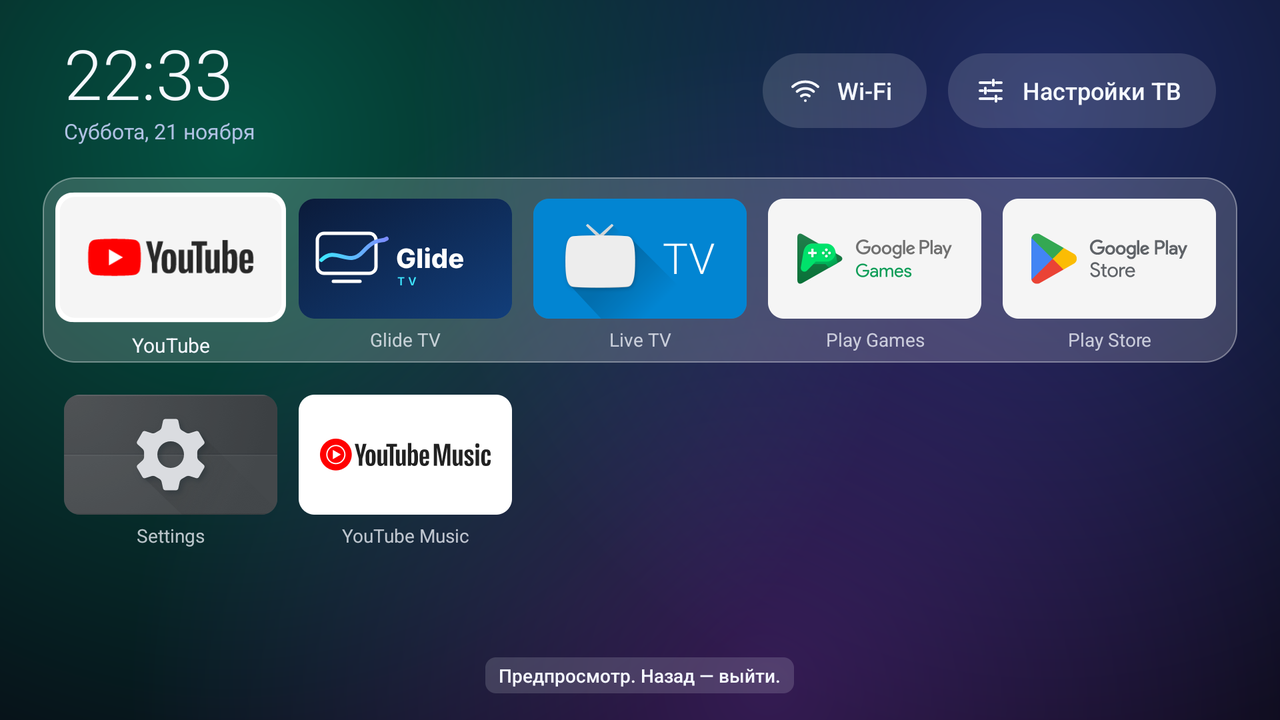 22:33
Суббота, 21 ноября
Wi-Fi
Настройки ТВ
YouTube
Glide
TV
TV
Google Play
Games
Google Play
Store
YouTube
Glide TV
Live TV
Play Games
Play Store
YouTube Music
Settings
YouTube Music
Предпросмотр. Назад — выйти.